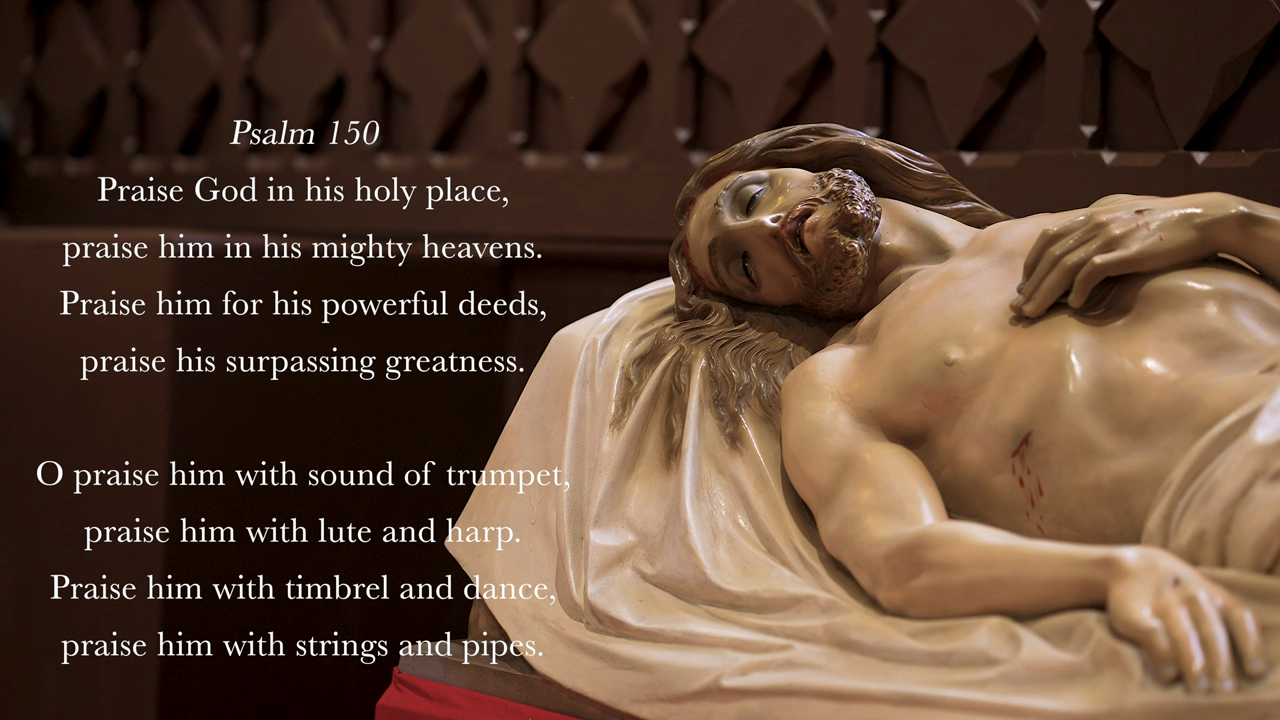 Psalm 150
Praise God in his holy place,
praise him in his mighty heavens.
Praise him for his powerful deeds,
praise his surpassing greatness.
O praise him with sound of trumpet,
praise him with lute and harp.
Praise him with timbrel and dance,
praise him with strings and pipes.